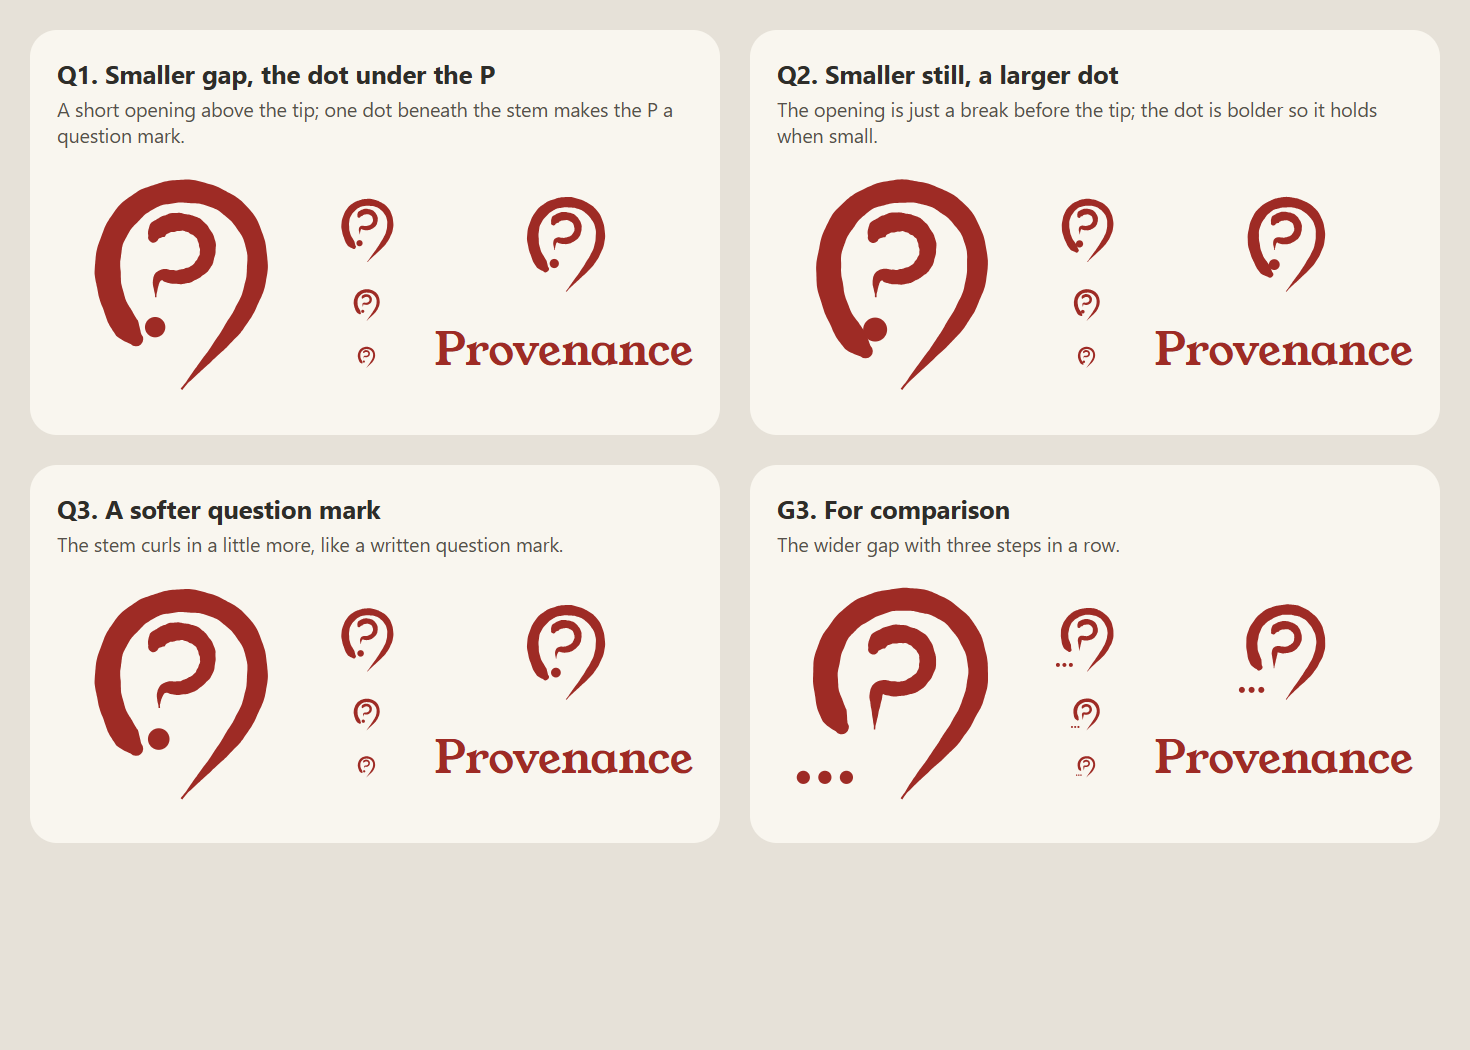 Q1. Smaller gap, the dot under the P
A short opening above the tip; one dot beneath the stem makes the P a
question mark.
Provenance
Q2. Smaller still, a larger dot
The opening is just a break before the tip; the dot is bolder so it holds
when small.
Provenance
Q3. A softer question mark
The stem curls in a little more, like a written question mark.
Provenance
G3. For comparison
The wider gap with three steps in a row.
Provenance